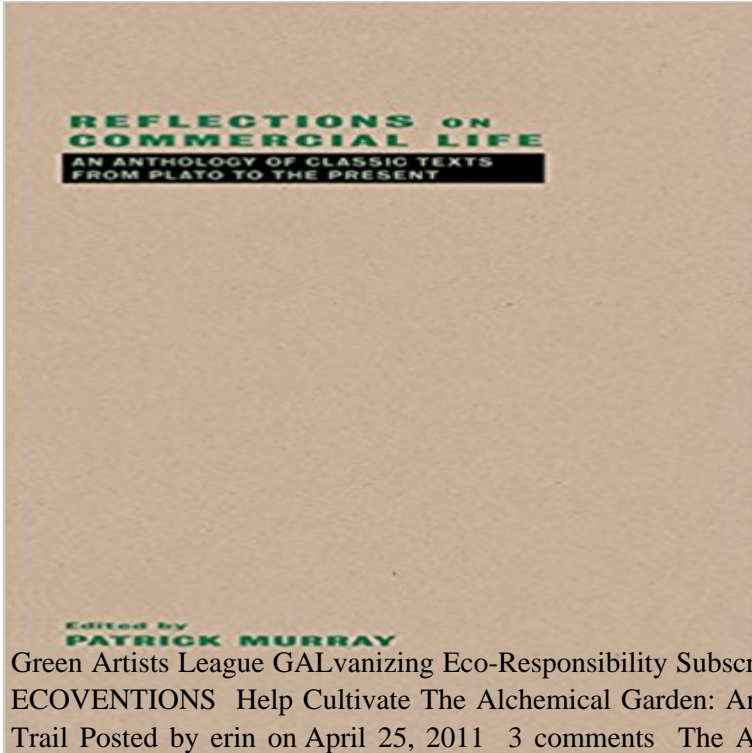 REFLECTIONS ON
COMMERCIAL LIFE
AN ANTHOLOGY OF CLASSIC TEXTS
FROM PLATO TO THE PRESENT
Edited by
PATRICK MURRAY
Green Artists League GALvanizing Eco-Responsibility
ECOVENTIONS Help Cultivate The Alchemical Garden:
Trail Posted by erin on April 25, 2011 3 comments The